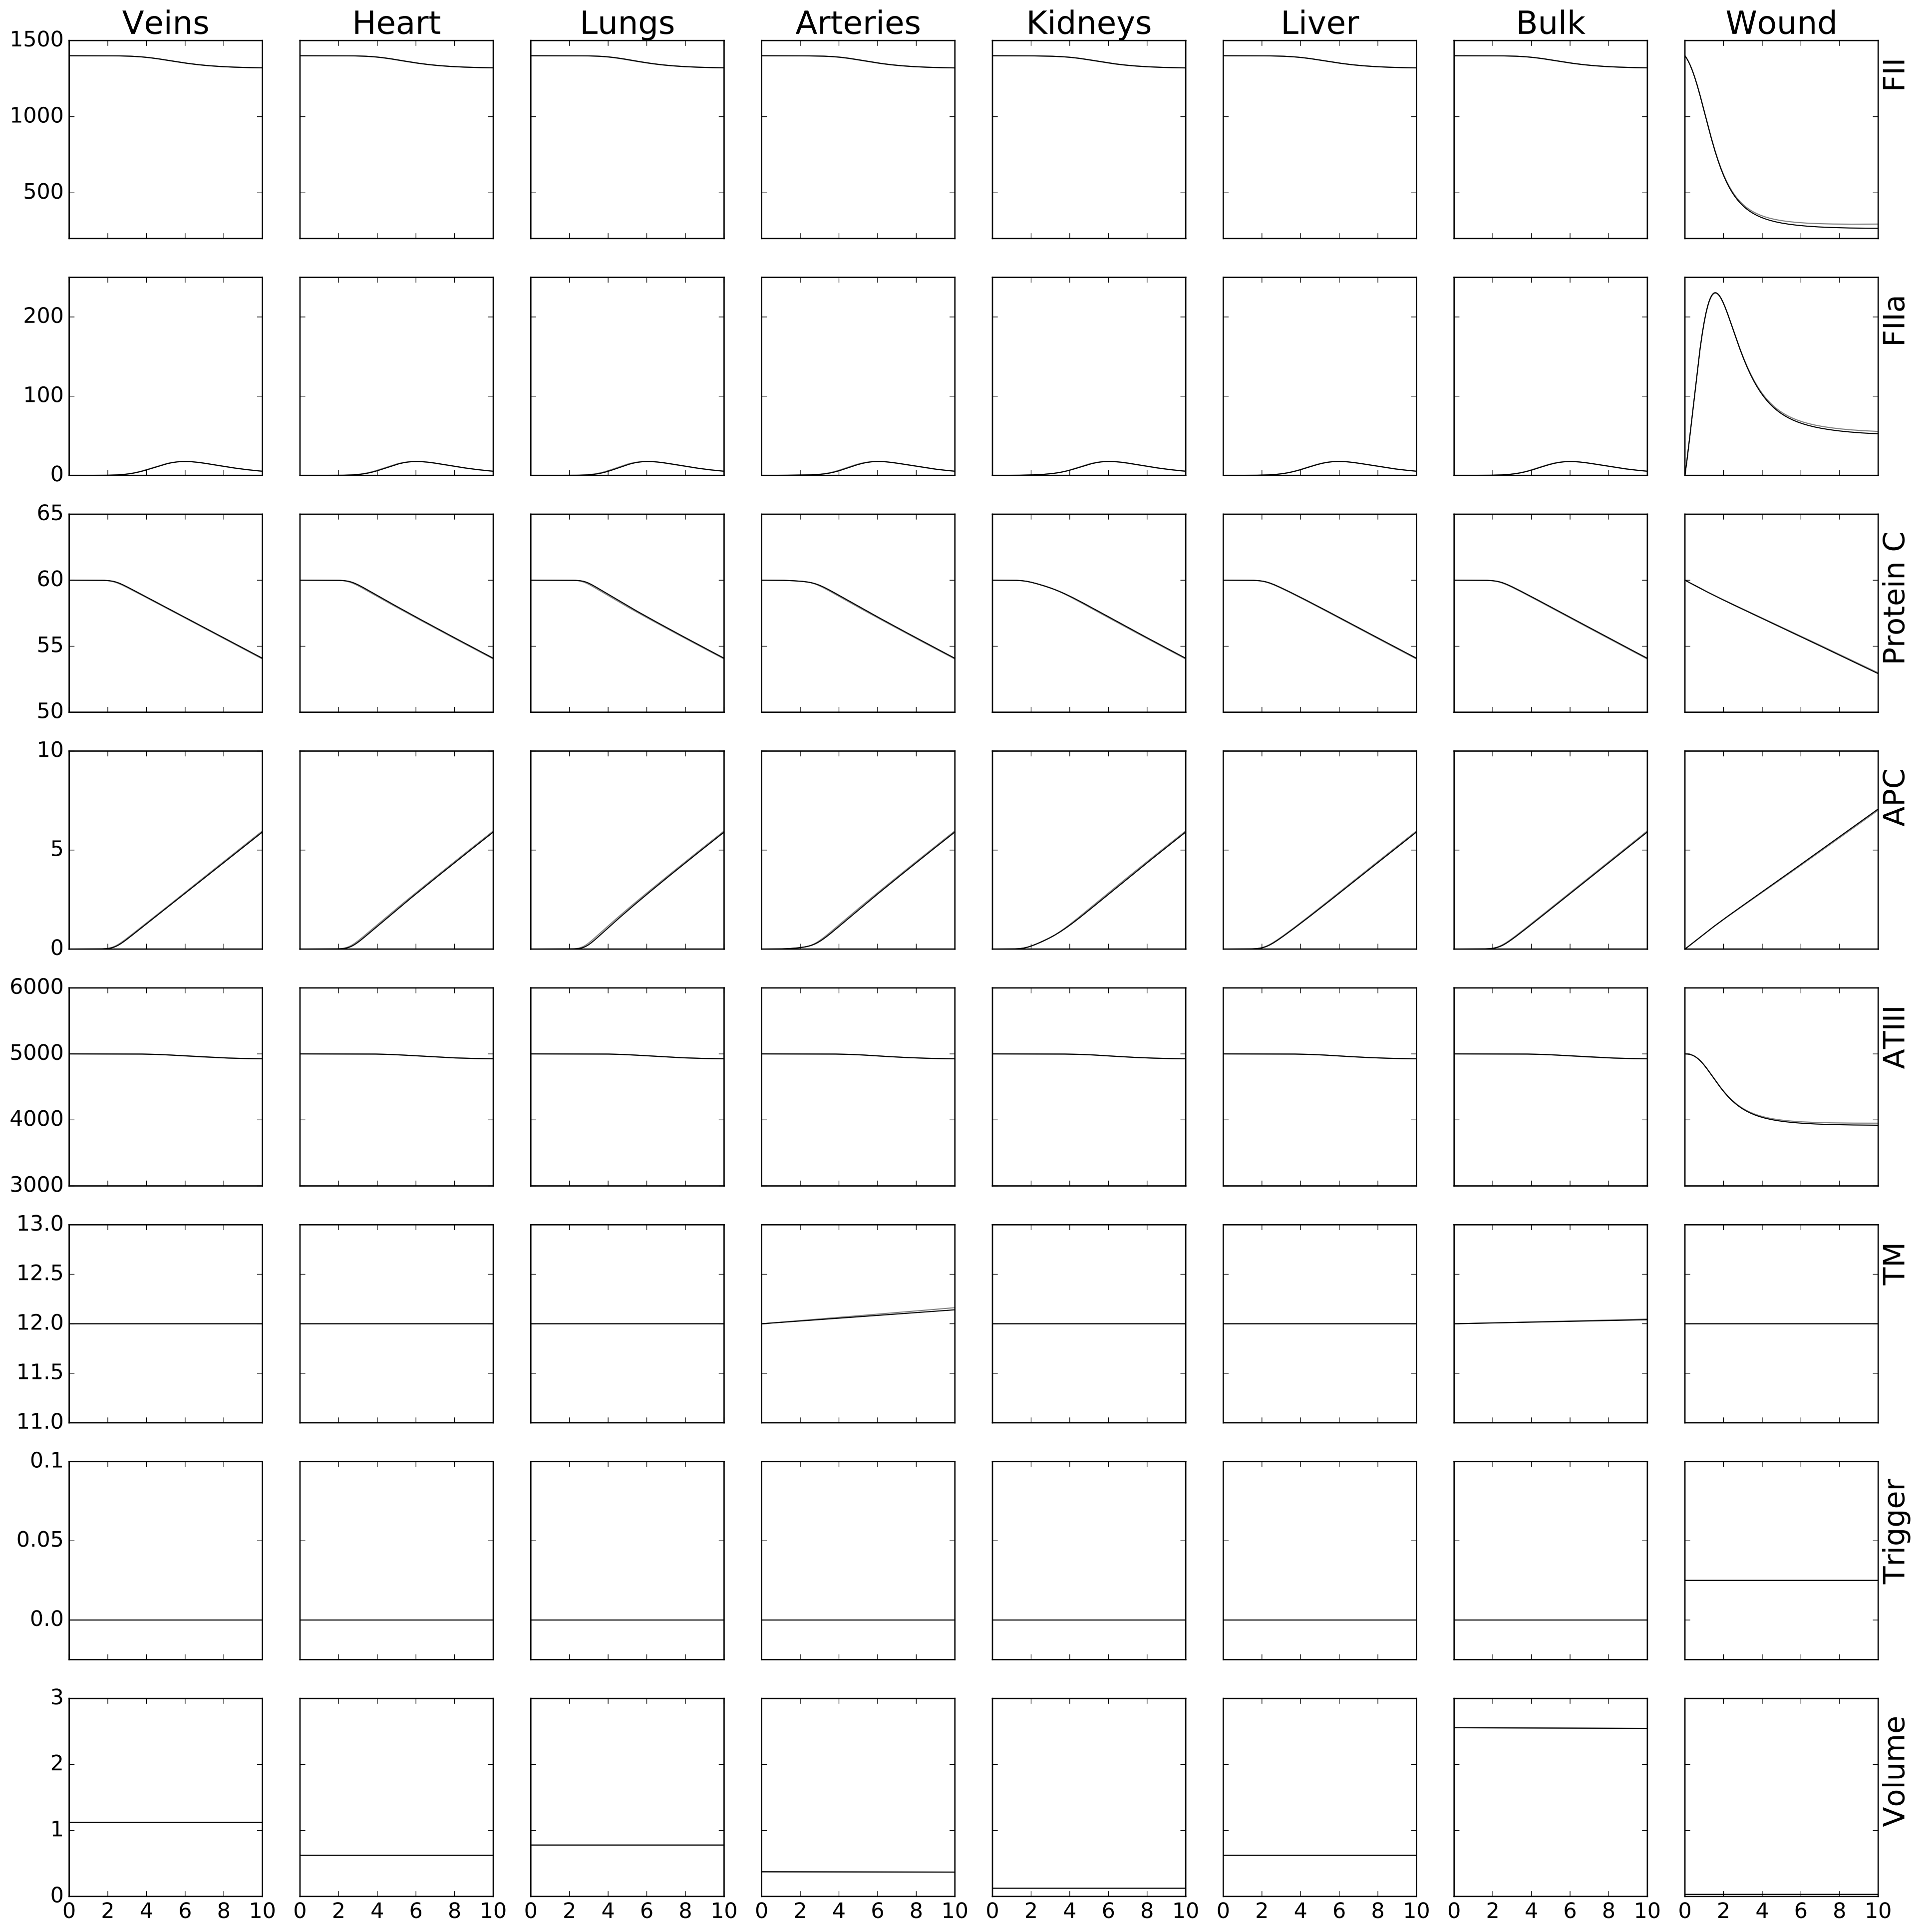 Veins Heart Lungs Arteries Kidneys Liver Bulk Wound
1500
1000
500
FII
200
100
0
FIIa
65
60
55
50
Protein C
10
5
0
APC
6000
5000
4000
3000
ATIII
13.0
12.5
12.0
11.5
11.0
TM
0.1
0.05
0.0
Trigger
3
2
1
0
Volume
0 2 4 6 8 10 0 2 4 6 8 10 0 2 4 6 8 10 0 2 4 6 8 10 0 2 4 6 8 10 0 2 4 6 8 10 0 2 4 6 8 10 0 2 4 6 8 10